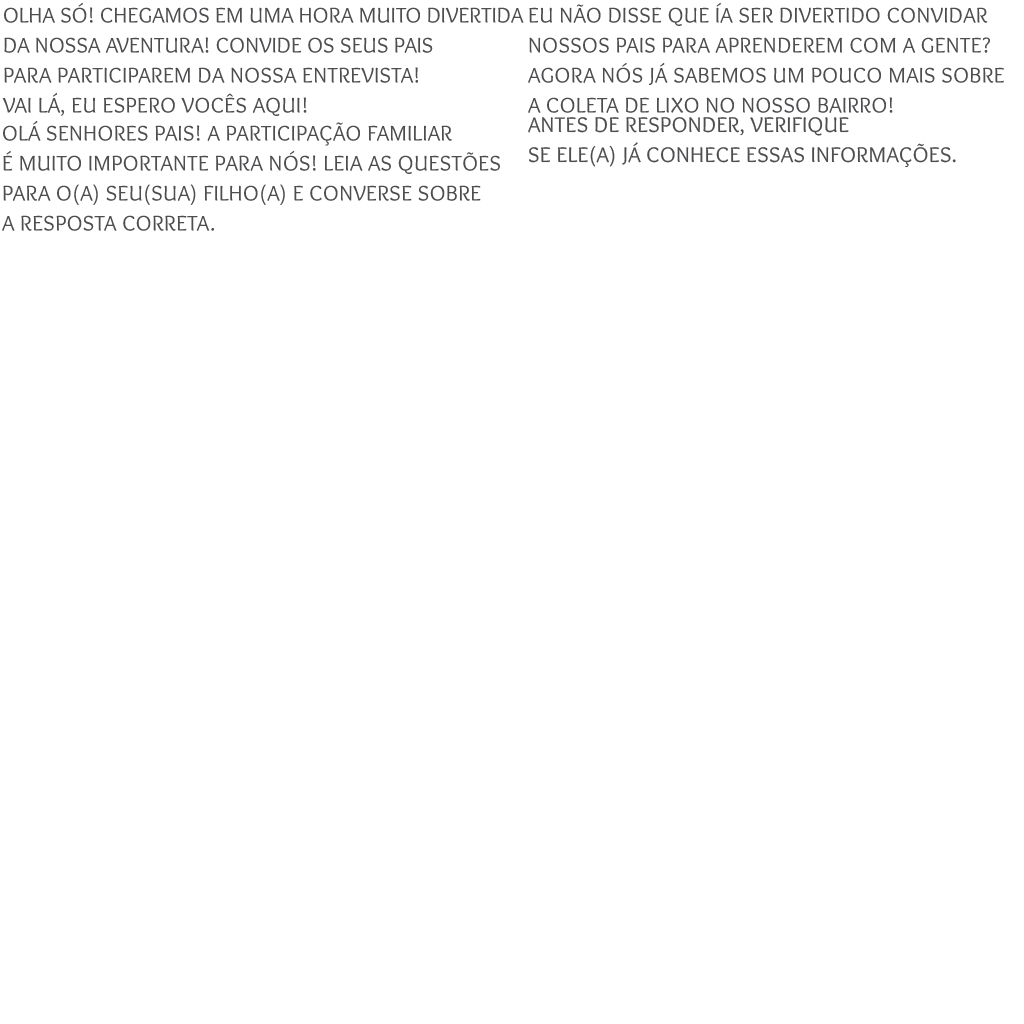 OLHA SÓ! CHEGAMOS EM UMA HORA MUITO DIVERTIDA
DA NOSSA AVENTURA! CONVIDE OS SEUS PAIS
PARA PARTICIPAREM DA NOSSA ENTREVISTA!
VAI LÁ, EU ESPERO VOCÊS AQUI!
OLÁ SENHORES PAIS! A PARTICIPAÇÃO FAMILIAR
É MUITO IMPORTANTE PARA NÓS! LEIA AS QUESTÕES
PARA O(A) SEU(SUA) FILHO(A) E CONVERSE SOBRE
A RESPOSTA CORRETA.
EU NÃO DISSE QUE ÍA SER DIVERTIDO CONVIDAR
NOSSOS PAIS PARA APRENDEREM COM A GENTE?
AGORA NÓS JÁ SABEMOS UM POUCO MAIS SOBRE
A COLETA DE LIXO NO NOSSO BAIRRO!
ANTES DE RESPONDER, VERIFIQUE
SE ELE(A) JÁ CONHECE ESSAS INFORMAÇÕES.